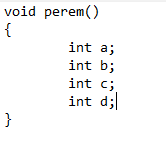 void perem()
{
        int a;
        int b;
        int c;
        int d;
}